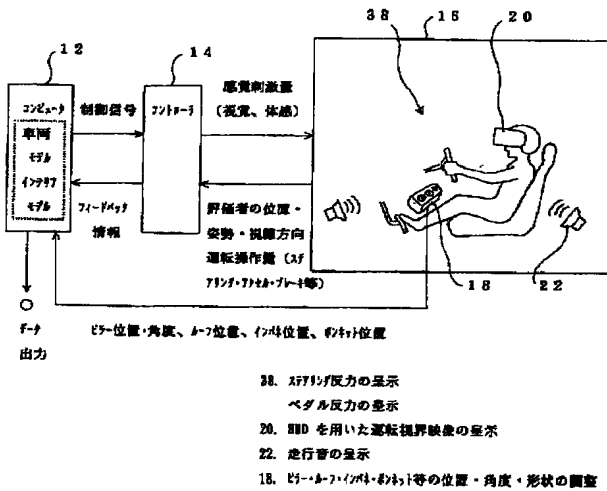 12
14
38
16
20
コンピュータ
車両
モデル
インテリア
モデル
制御信号
フィードバック
情報
コントローラ
感覚刺激量
(視覚、体感)
評価者の位置・
姿勢・視線方向
運転操作量(ステ
アリング・アクセル・ブレーキ等)
18
22
データ
出力
ピラー位置・角度、ルーフ位置、インパネ位置、ボンネット位置
38. ステアリング反力の呈示
ペダル反力の呈示
20. HMD を用いた運転視界映像の呈示
22. 走行音の呈示
18. ピラー・ルーフ・インパネ・ボンネット等の位置・角度・形状の調整